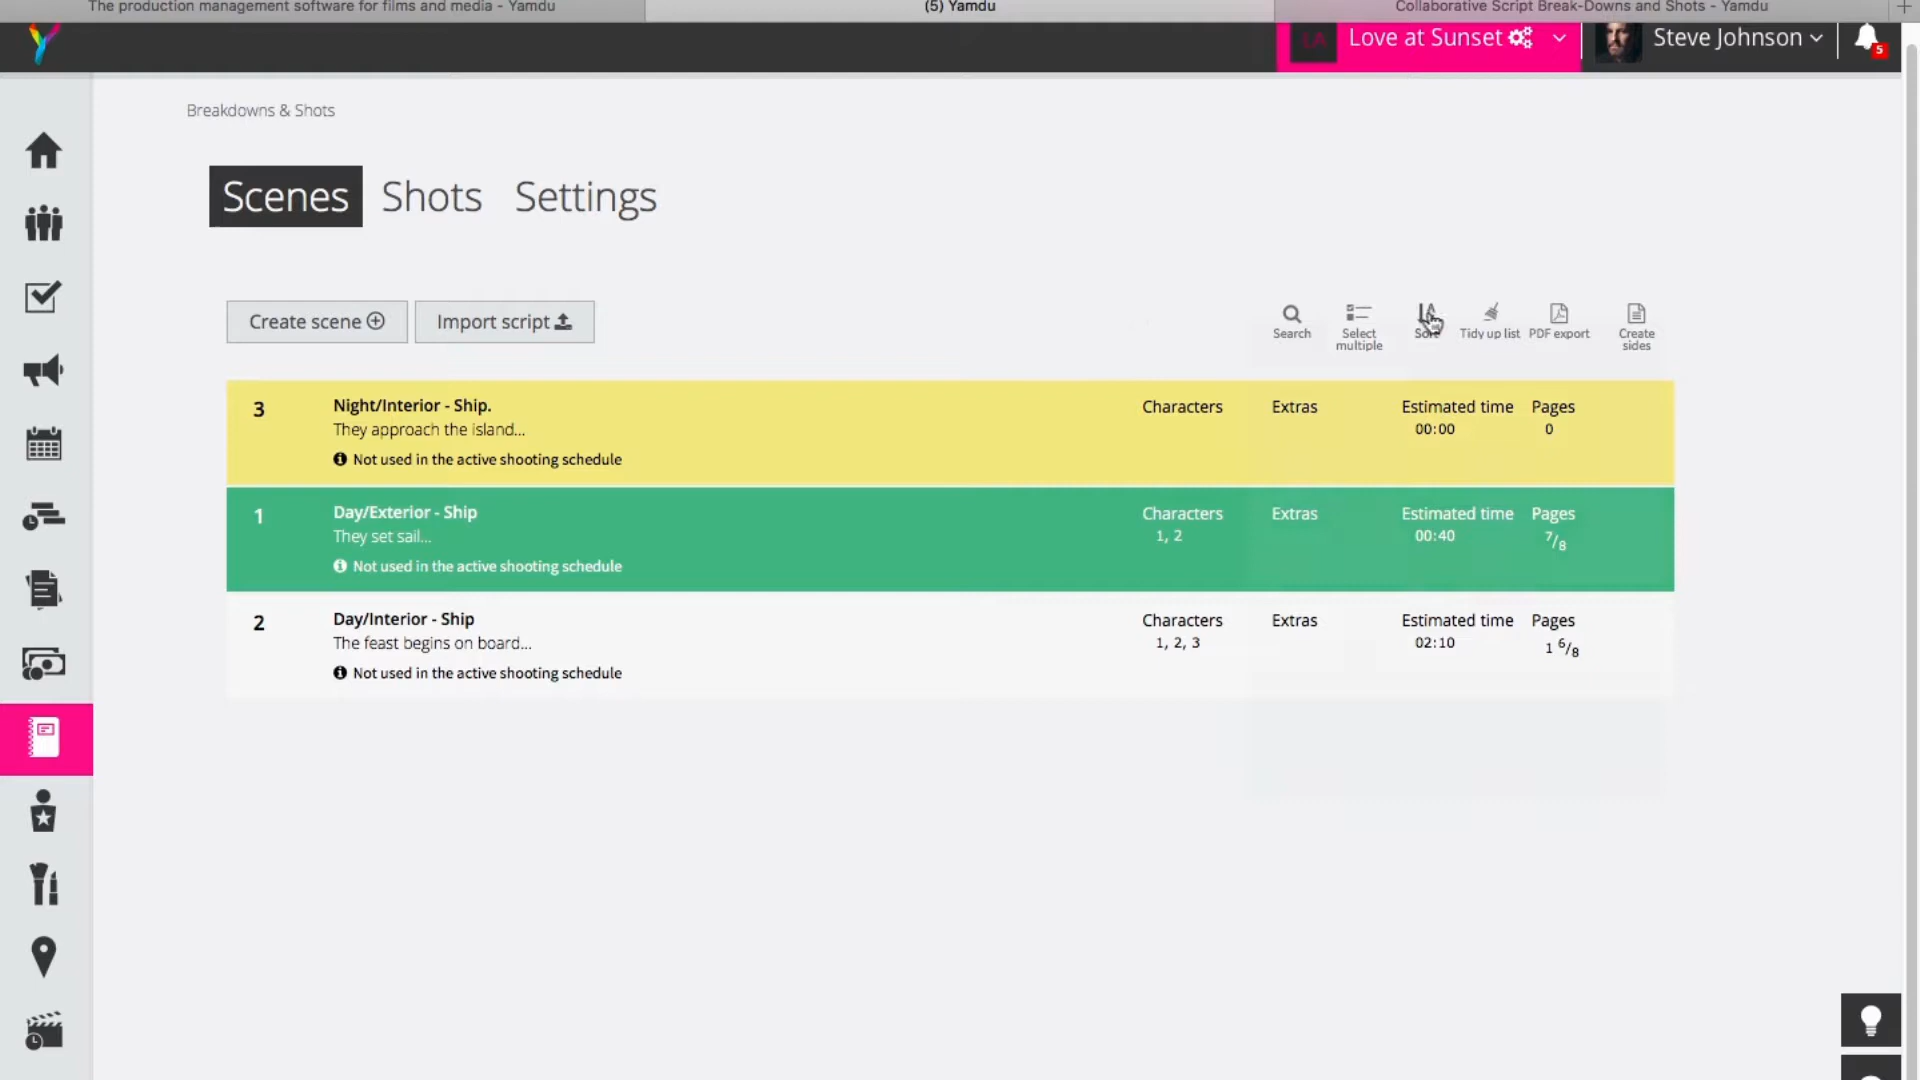 The production management software for films and media - Yamdu
(5) Yamdu
Collaborative Script Break-Downs and Shots - Yamdu
LA
Love at Sunset
Steve Johnson
5
Breakdowns & Shots
Scenes
Shots
Settings
Create scene
Import script
Search
Select
multiple
Sort
Tidy up list
PDF export
Create
sides
3
Night/Interior - Ship.
They approach the island...
Not used in the active shooting schedule
Characters
Extras
Estimated time
00:00
Pages
0
1
Day/Exterior - Ship
They set sail...
Not used in the active shooting schedule
Characters
1, 2
Extras
Estimated time
00:40
Pages
7/8
2
Day/Interior - Ship
The feast begins on board...
Not used in the active shooting schedule
Characters
1, 2, 3
Extras
Estimated time
02:10
Pages
1 6/8